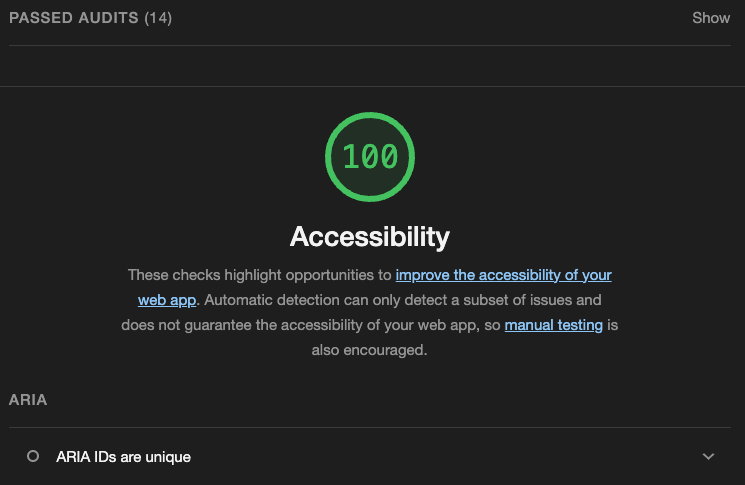 PASSED AUDITS (14)
Show
100
Accessibility
These checks highlight opportunities to improve the accessibility of your
web app. Automatic detection can only detect a subset of issues and
does not guarantee the accessibility of your web app, so manual testing is
also encouraged.
ARIA
ARIA IDs are unique